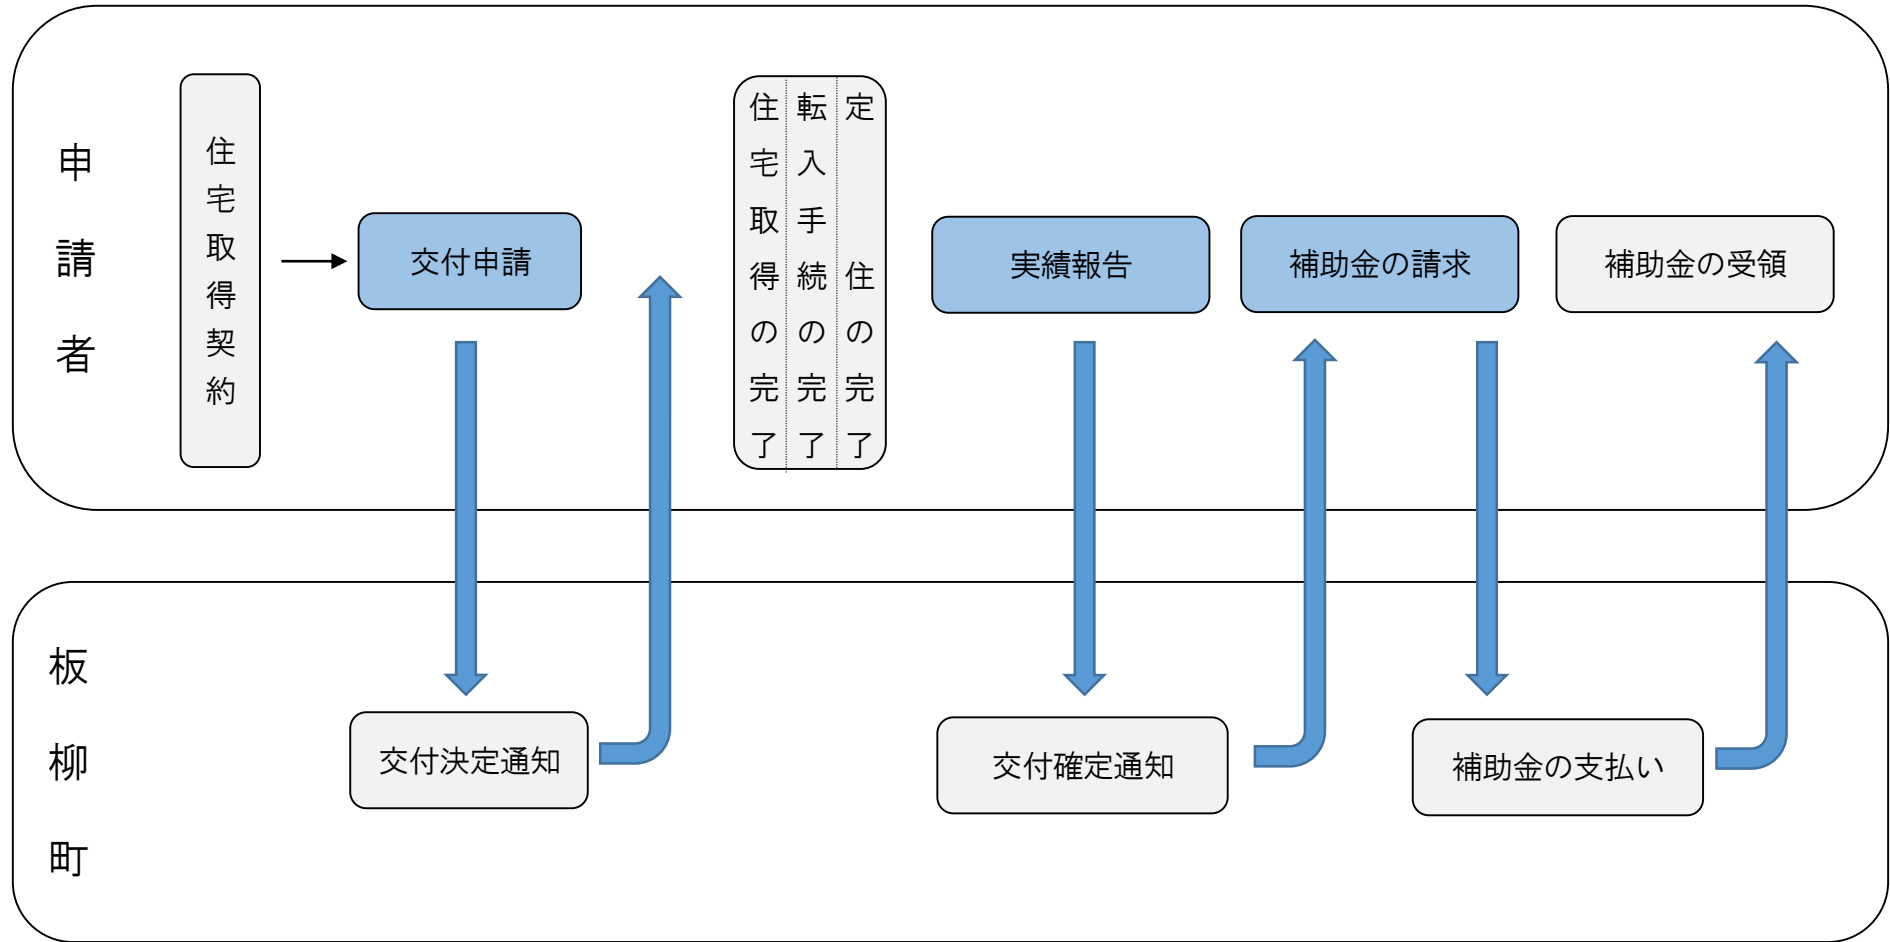 申請者
住宅取得契約
交付申請
住宅取得の完了
転入手続の完了
定住の完了
実績報告
補助金の請求
補助金の受領
板柳町
交付決定通知
交付確定通知
補助金の支払い